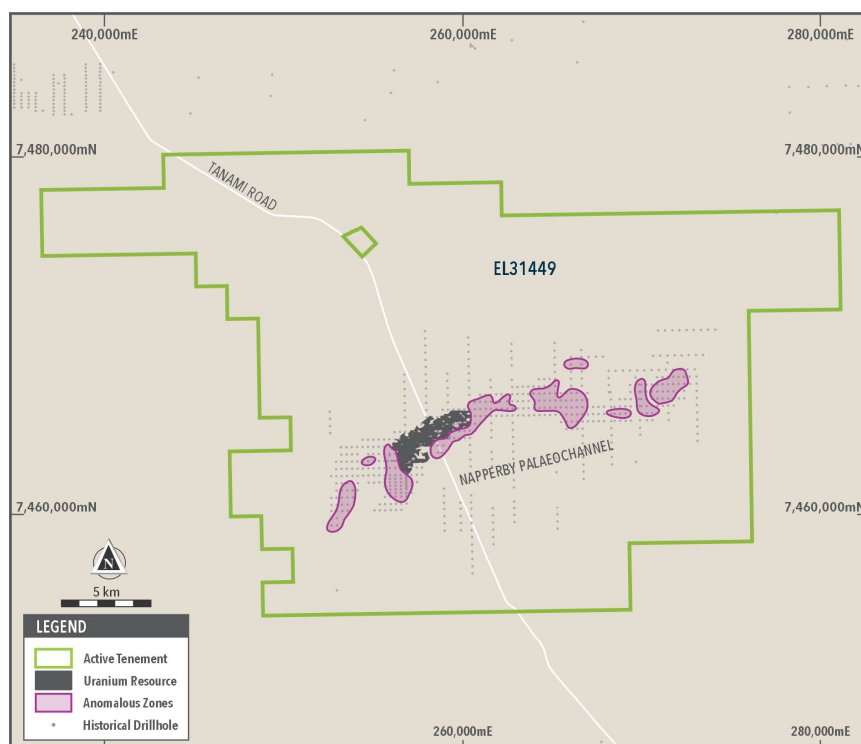 240,000mE
260,000mE
280,000mE
7,480,000mN
7,480,000mN
TANAMI ROAD
EL31449
NAPPERBY PALAEOCHANNEL
7,460,000mN
7,460,000mN
N
5 km
LEGEND
Active Tenement
Uranium Resource
Anomalous Zones
Historical Drillhole
260,000mE
280,000mE